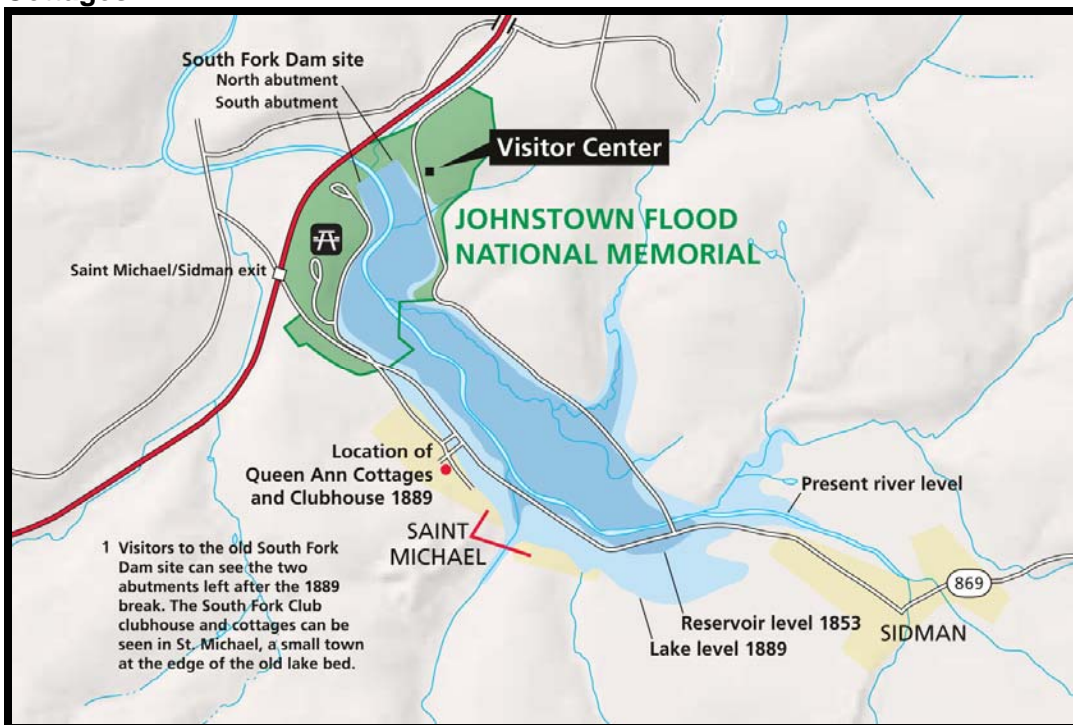 South Fork Dam site
North abutment
South abutment
Visitor Center
JOHNSTOWN FLOOD
NATIONAL MEMORIAL
Saint Michael/Sidman exit
Location of
Queen Ann Cottages
and Clubhouse 1889
Present river level
SAINT
MICHAEL
869
1 Visitors to the old South Fork
Dam site can see the two
abutments left after the 1889
break. The South Fork Club
clubhouse and cottages can be
seen in St. Michael, a small town
at the edge of the old lake bed.
Reservoir level 1853
SIDMAN
Lake level 1889